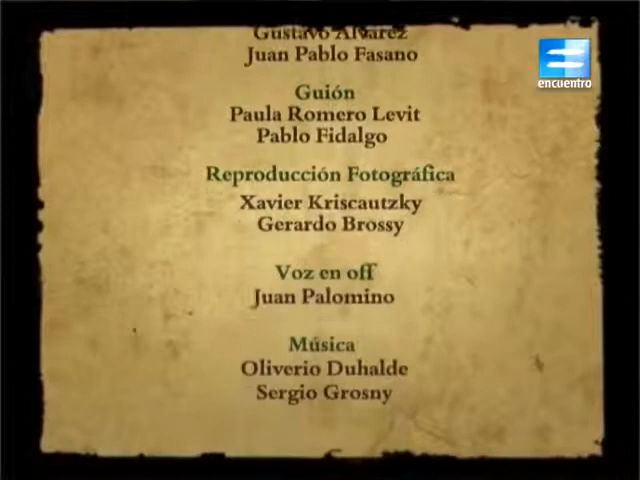 Gustavo Alvarez
Juan Pablo Fasano
encuentro
Guión
Paula Romero Levit
Pablo Fidalgo
Reproducción Fotográfica
Xavier Kriscautzky
Gerardo Brossy
Voz en off
Juan Palomino
Música
Oliverio Duhalde
Sergio Grosny